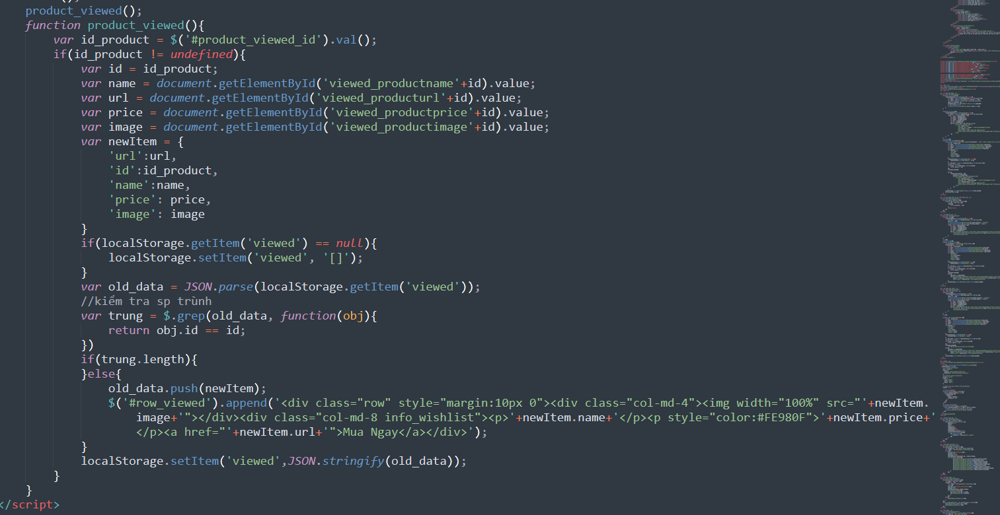 product_viewed();
function product_viewed(){
var id_product = $('#product_viewed_id').val();
if(id_product != undefined){
var id = id_product;
var name = document.getElementById('viewed_productname'+id).value;
var url = document.getElementById('viewed_producturl'+id).value;
var price = document.getElementById('viewed_productprice'+id).value;
var image = document.getElementById('viewed_productimage'+id).value;
var newItem = {
'url':url,
'id':id_product,
'name':name,
'price': price,
'image': image
}
if(localStorage.getItem('viewed') == null){
localStorage.setItem('viewed', '[]');
}
var old_data = JSON.parse(localStorage.getItem('viewed'));
//kiểm tra sp trùnh
var trung = $.grep(old_data, function(obj){
return obj.id == id;
})
if(trung.length){
}else{
old_data.push(newItem);
$('#row_viewed').append('<div class="row" style="margin:10px 0"><div class="col-md-4"><img width="100%" src="'+newItem.
image+'"></div><div class="col-md-8 info_wishlist"><p>'+newItem.name+'</p><p style="color:#FE980F">'+newItem.price+'
</p><a href="'+newItem.url+'">Mua Ngay</a></div>');
}
localStorage.setItem('viewed',JSON.stringify(old_data));
}
}
</script>